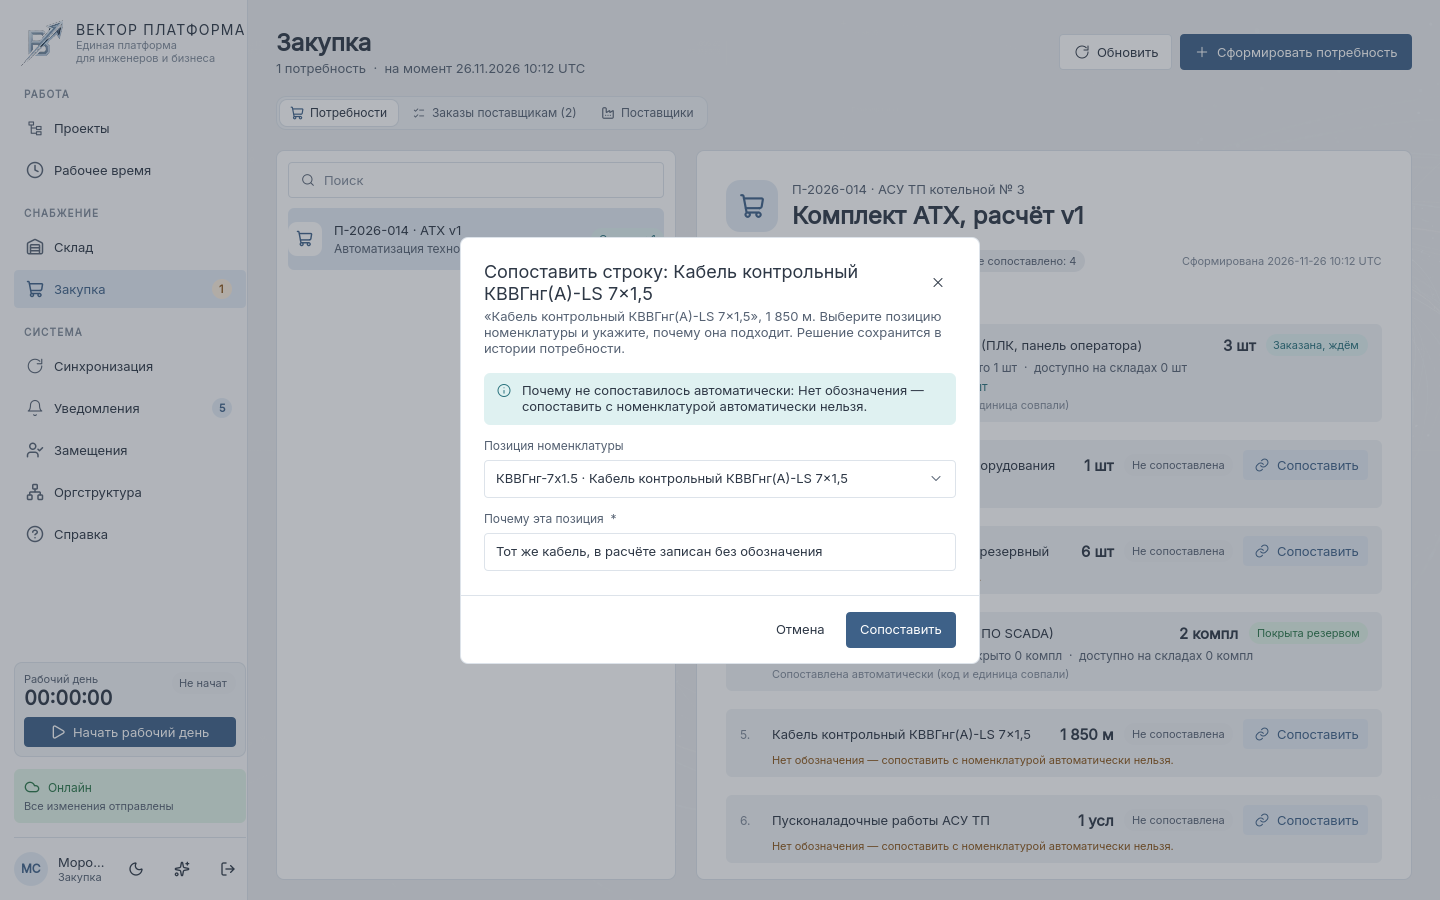 ВЕКТОР ПЛАТФОРМА
Единая платформа
для инженеров и бизнеса
РАБОТА
Проекты
Рабочее время
СНАБЖЕНИЕ
Склад
Закупка
1
СИСТЕМА
Синхронизация
Уведомления
5
Замещения
Оргструктура
Справка
Рабочий день
Не начат
00:00:00
Начать рабочий день
Онлайн
Все изменения отправлены
МС
Моро...
Закупка
Закупка
1 потребность · на момент 26.11.2026 10:12 UTC
Обновить
Сформировать потребность
Потребности
Заказы поставщикам (2)
Поставщики
Поиск
П-2026-014 · АТХ v1
Автоматизация техно
П-2026-014 · АСУ ТП котельной № 3
Комплект АТХ, расчёт v1
е сопоставлено: 4
Сформирована 2026-11-26 10:12 UTC
(ПЛК, панель оператора)
3 шт
Заказана, ждём
то 1 шт · доступно на складах 0 шт
шт
диница совпали)
орудования
1 шт
Не сопоставлена
Сопоставить
резервный
6 шт
Не сопоставлена
Сопоставить
ПО SCADA)
2 компл
Покрыта резервом
крыто 0 компл · доступно на складах 0 компл
Сопоставлена автоматически (код и единица совпали)
5.
Кабель контрольный КВВГнг(А)-LS 7×1,5
1 850 м
Не сопоставлена
Сопоставить
Нет обозначения — сопоставить с номенклатурой автоматически нельзя.
6.
Пусконаладочные работы АСУ ТП
1 усл
Не сопоставлена
Сопоставить
Нет обозначения — сопоставить с номенклатурой автоматически нельзя.
Сопоставить строку: Кабель контрольный
КВВГнг(А)-LS 7×1,5
«Кабель контрольный КВВГнг(А)-LS 7×1,5», 1 850 м. Выберите позицию
номенклатуры и укажите, почему она подходит. Решение сохранится в
истории потребности.
Почему не сопоставилось автоматически: Нет обозначения —
сопоставить с номенклатурой автоматически нельзя.
Позиция номенклатуры
КВВГнг-7х1.5 · Кабель контрольный КВВГнг(А)-LS 7×1,5
Почему эта позиция *
Тот же кабель, в расчёте записан без обозначения
Отмена
Сопоставить